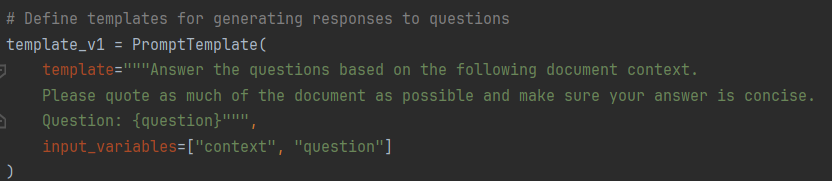 # Define templates for generating responses to questions
template_v1 = PromptTemplate(
    template="""Answer the questions based on the following document context.
    Please quote as much of the document as possible and make sure your answer is concise.
    Question: {question}""",
    input_variables=["context", "question"]
)